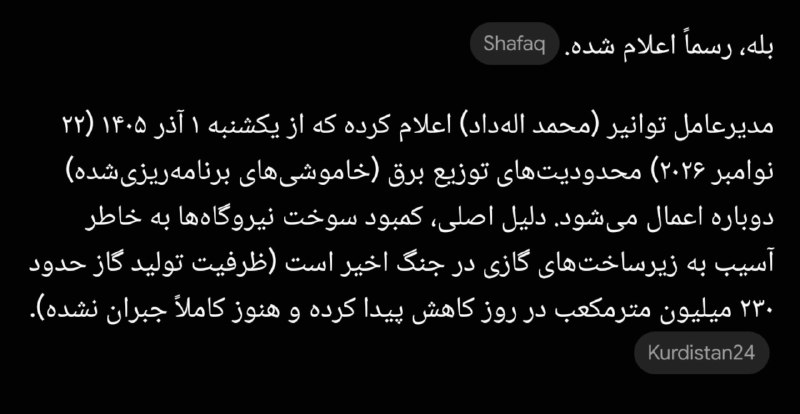 بله، رسماً اعلام شده. Shafaq
مدیرعامل توانیر (محمد اله‌داد) اعلام کرده که از یکشنبه ۱ آذر ۱۴۰۵ (۲۲
نوامبر ۲۰۲۶) محدودیت‌های توزیع برق (خاموشی‌های برنامه‌ریزی‌شده)
دوباره اعمال می‌شود. دلیل اصلی، کمبود سوخت نیروگاه‌ها به خاطر
آسیب به زیرساخت‌های گازی در جنگ اخیر است (ظرفیت تولید گاز حدود
۲۳۰ میلیون مترمکعب در روز کاهش پیدا کرده و هنوز کاملاً جبران نشده).
Kurdistan24